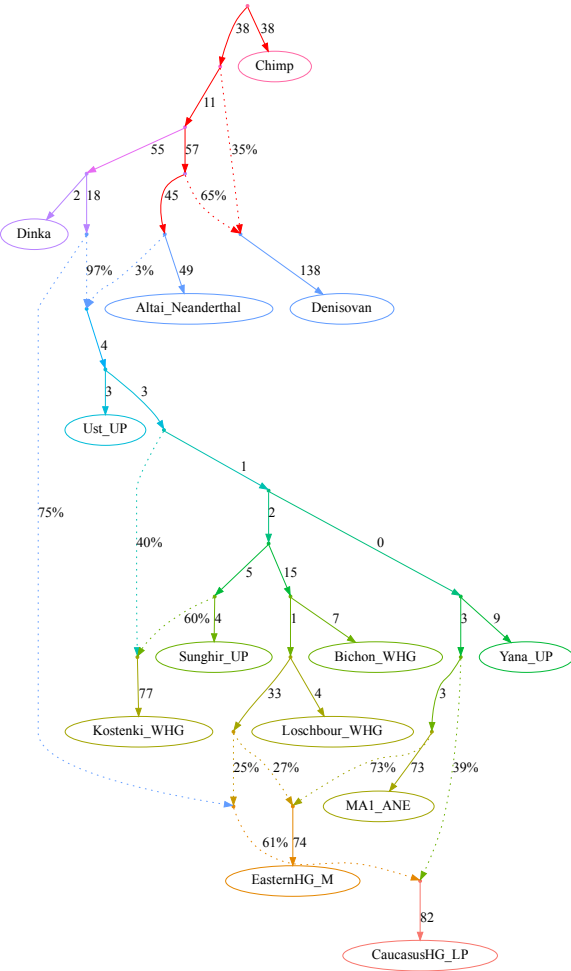 38 38
Chimp
11
55 57 35%
2 18 45 65%
Dinka
97% 3% 49 138
Altai_Neanderthal Denisovan
4
3 3
Ust_UP
1
75% 40% 2 0
5 15
60% 4 1 7 3 9
Sunghir_UP Bichon_WHG Yana_UP
77 33 4 3
Kostenki_WHG Loschbour_WHG
25% 27% 73% 73 39%
MA1_ANE
61% 74
EasternHG_M
82
CaucasusHG_LP